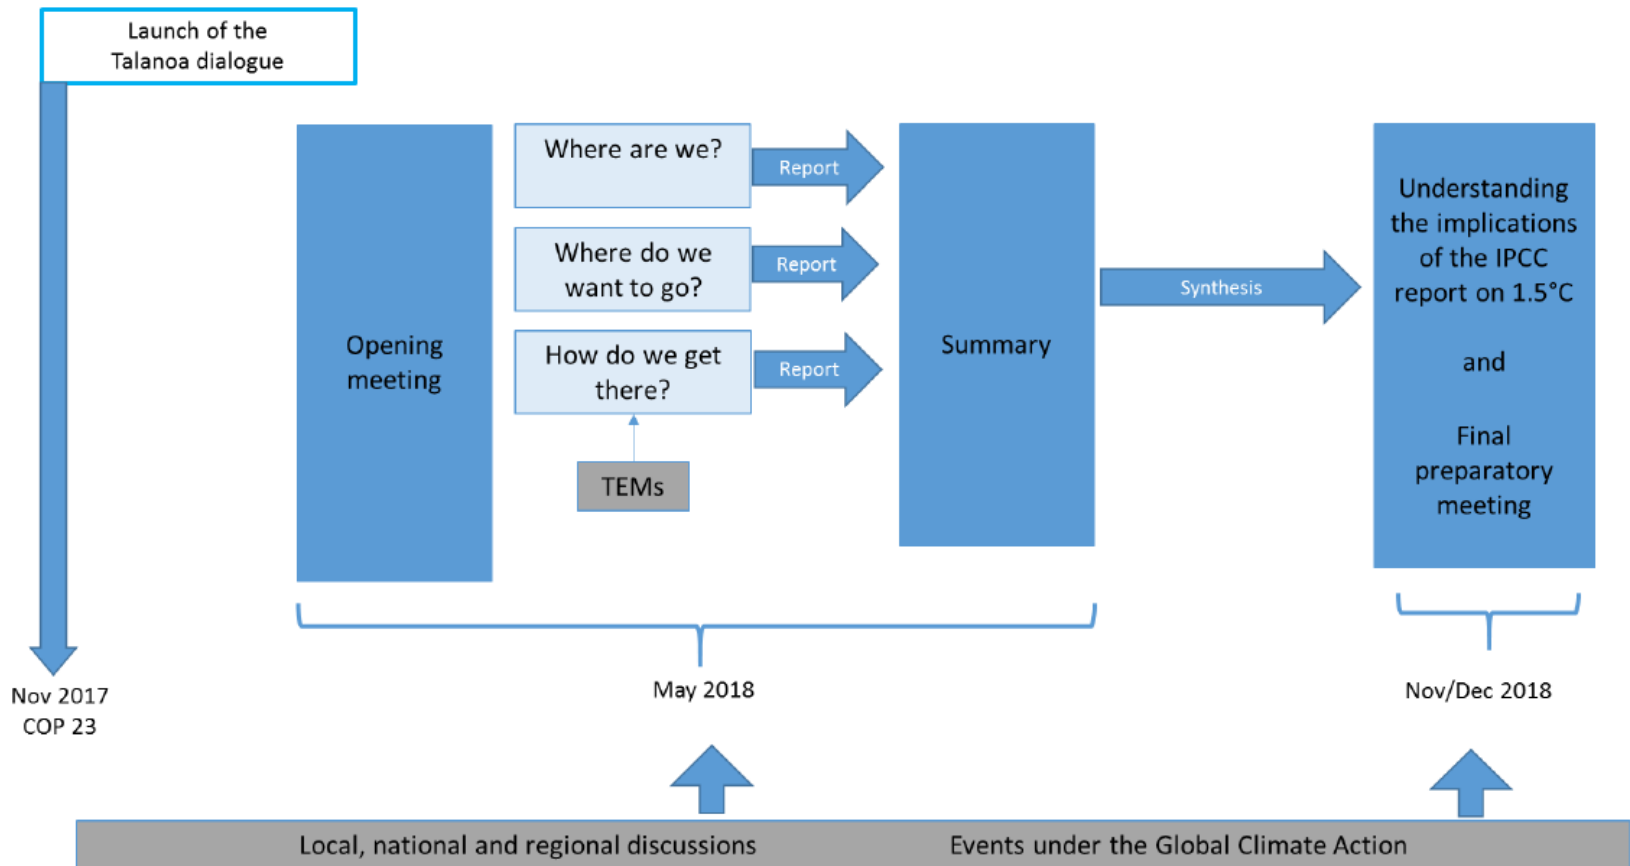 Launch of the
Talanoa dialogue
Opening
meeting
Where are we?
Report
Where do we
want to go?
Report
How do we get
there?
Report
TEMs
Summary
Synthesis
Understanding
the implications
of the IPCC
report on 1.5°C
and
Final
preparatory
meeting
Nov 2017
COP 23
May 2018
Nov/Dec 2018
Local, national and regional discussions
Events under the Global Climate Action